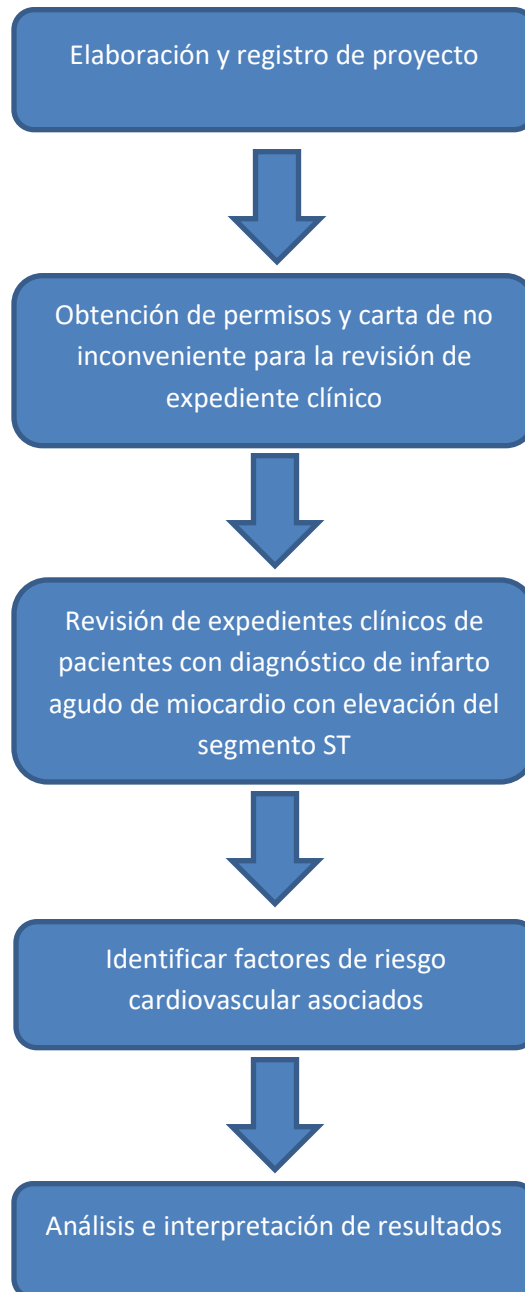 Elaboración y registro de proyecto
Obtención de permisos y carta de no
inconveniente para la revisión de
expediente clínico
Revisión de expedientes clínicos de
pacientes con diagnóstico de infarto
agudo de miocardio con elevación del
segmento ST
Identificar factores de riesgo
cardiovascular asociados
Análisis e interpretación de resultados